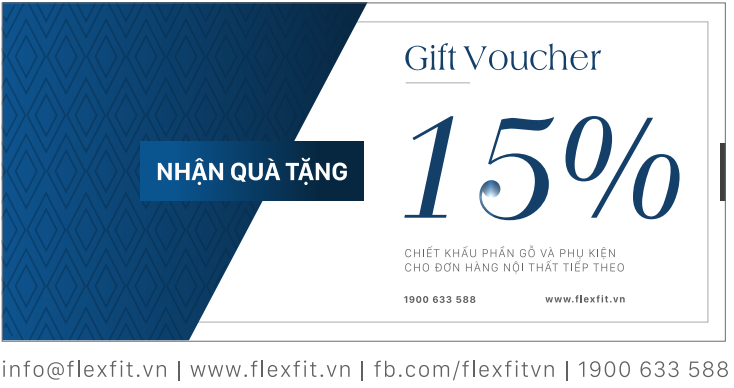 Gift Voucher
NHẬN QUÀ TẶNG
15%
CHIẾT KHẤU PHẦN GỖ VÀ PHỤ KIỆN
CHO ĐƠN HÀNG NỘI THẤT TIẾP THEO
1900 633 588 www.flexfit.vn
info@flexfit.vn | www.flexfit.vn | fb.com/flexfitvn | 1900 633 588